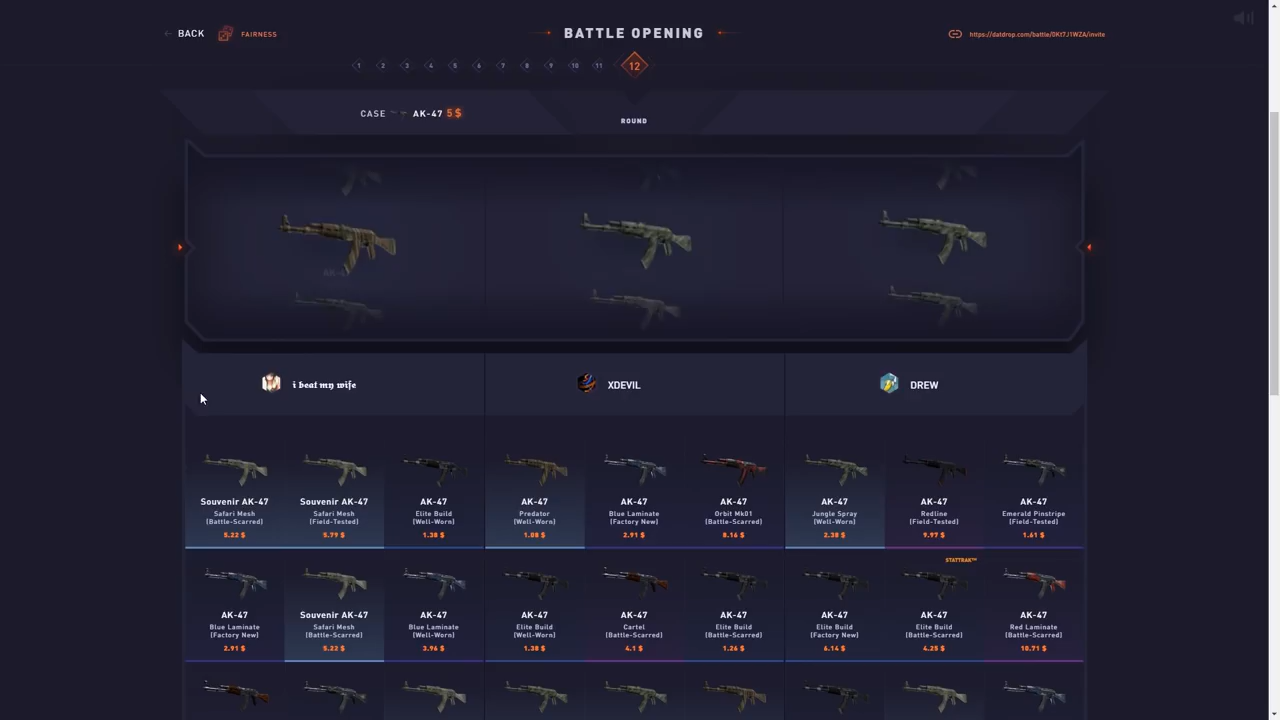 BACK
FAIRNESS
BATTLE OPENING
https://datdrop.com/battle/0Kt7J1WZA/invite
1 2 3 4 5 6 7 8 9 10 11 12
CASE AK-47 5 $
ROUND
i beat my wife
XDEVIL
DREW
Souvenir AK-47 Souvenir AK-47 AK-47 AK-47 AK-47 AK-47 AK-47 AK-47 AK-47
Safari Mesh Safari Mesh Elite Build Predator Blue Laminate Orbit Mk01 Jungle Spray Redline Emerald Pinstripe
(Battle-Scarred) (Field-Tested) (Well-Worn) (Well-Worn) (Factory New) (Battle-Scarred) (Well-Worn) (Field-Tested) (Field-Tested)
5.22 $ 5.79 $ 1.38 $ 1.08 $ 2.91 $ 8.16 $ 2.38 $ 9.97 $ 1.61 $
STATTRAK™
AK-47 Souvenir AK-47 AK-47 AK-47 AK-47 AK-47 AK-47 AK-47 AK-47
Blue Laminate Safari Mesh Blue Laminate Elite Build Cartel Elite Build Elite Build Elite Build Red Laminate
(Factory New) (Battle-Scarred) (Well-Worn) (Well-Worn) (Battle-Scarred) (Battle-Scarred) (Factory New) (Battle-Scarred) (Battle-Scarred)
2.91 $ 5.22 $ 3.96 $ 1.38 $ 4.1 $ 1.26 $ 6.14 $ 4.25 $ 10.71 $